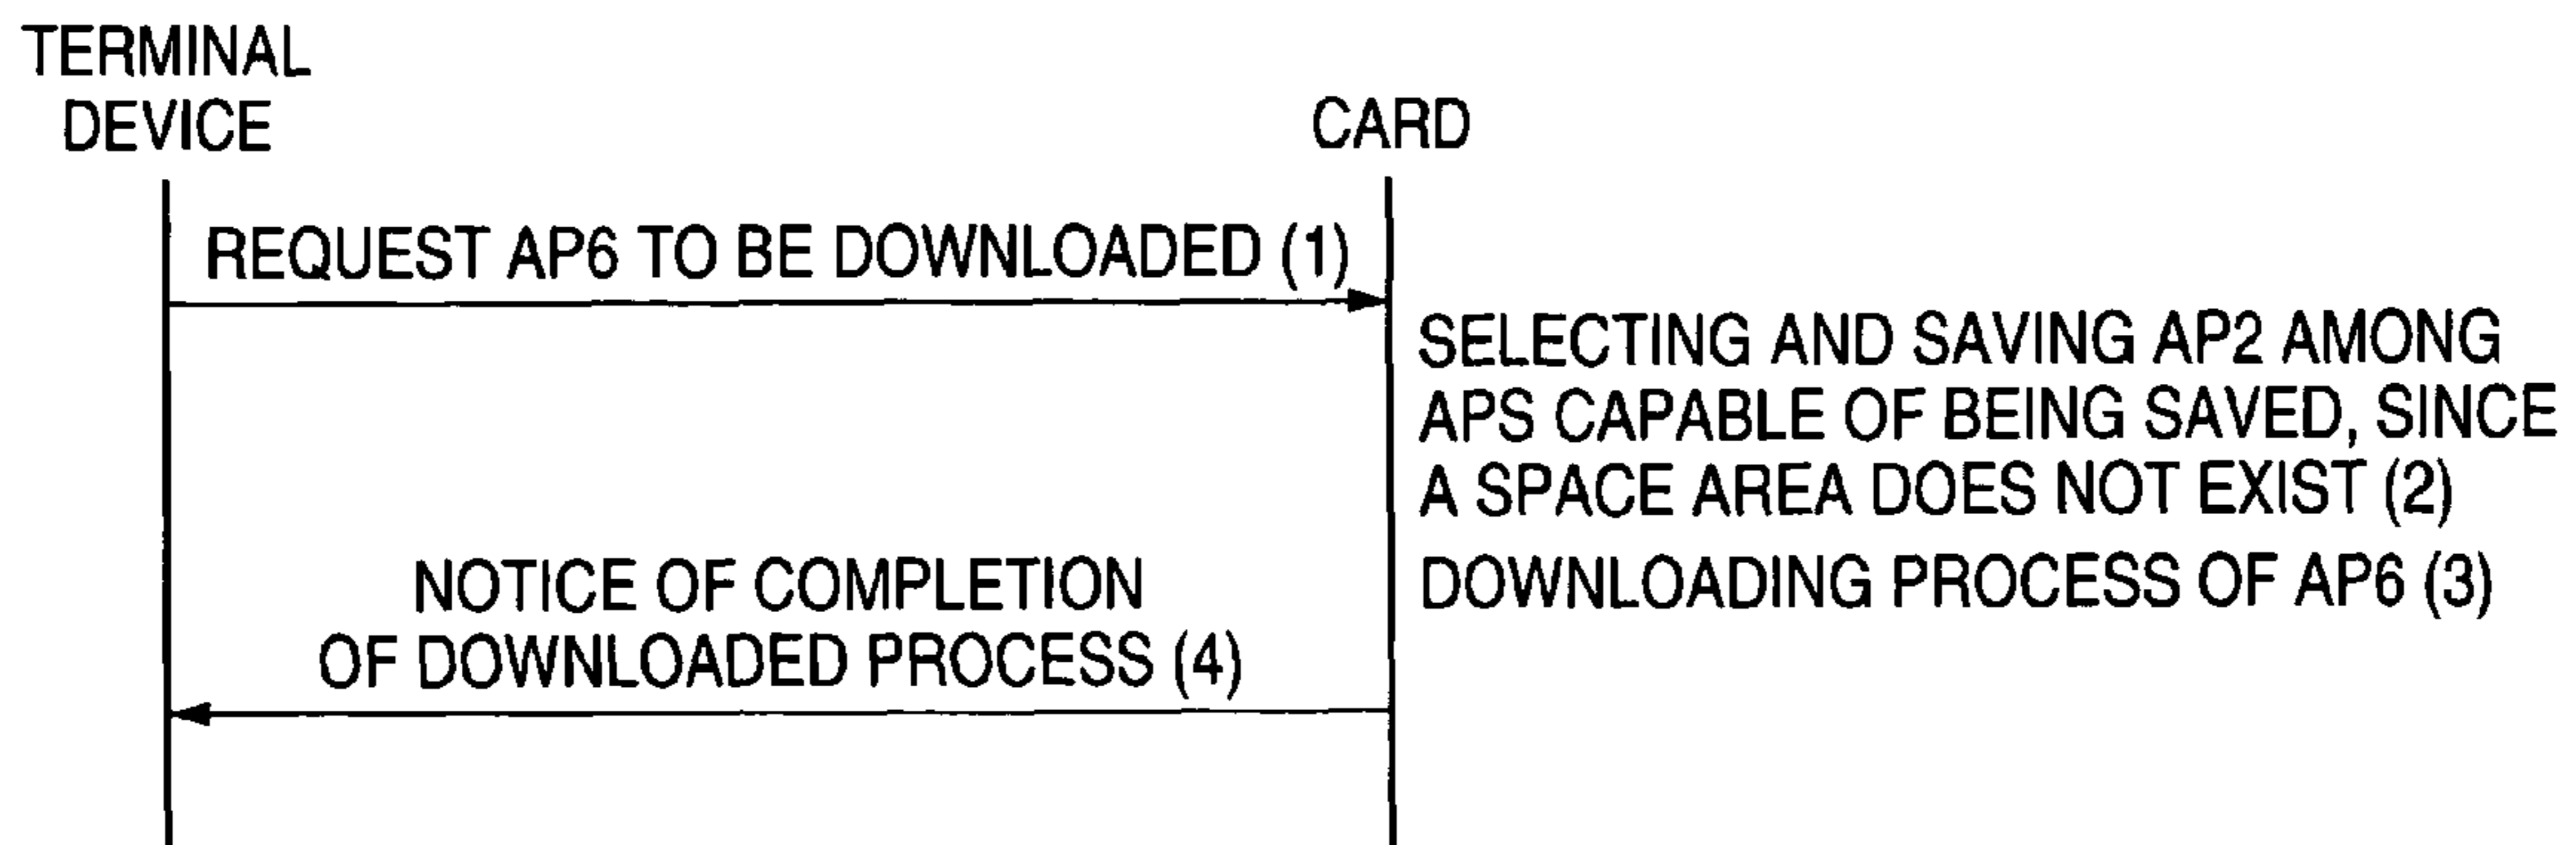 TERMINAL
DEVICE
CARD
REQUEST AP6 TO BE DOWNLOADED (1)
SELECTING AND SAVING AP2 AMONG
APS CAPABLE OF BEING SAVED, SINCE
A SPACE AREA DOES NOT EXIST (2)
DOWNLOADING PROCESS OF AP6 (3)
NOTICE OF COMPLETION
OF DOWNLOADED PROCESS (4)